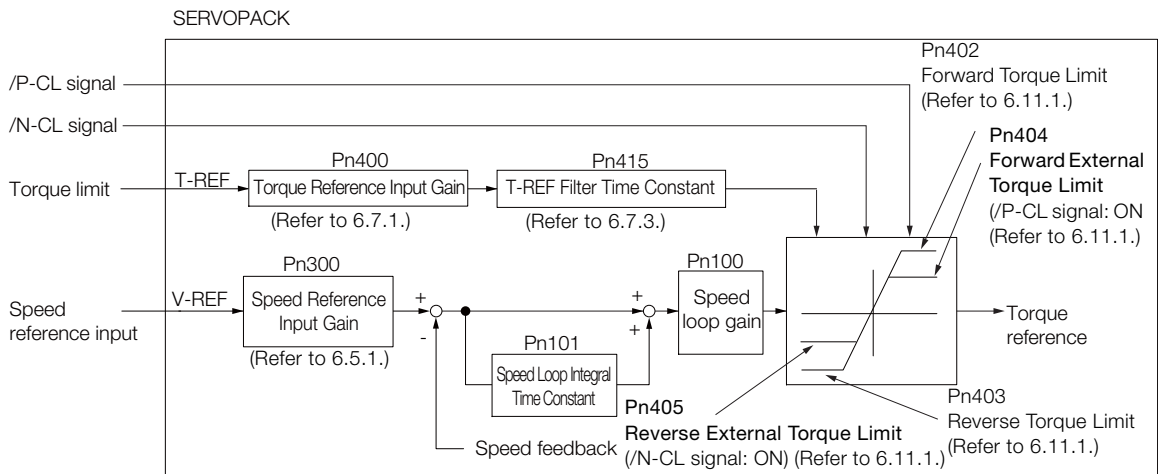 SERVOPACK
/P-CL signal
/N-CL signal
Torque limit
T-REF
Pn400
Torque Reference Input Gain
(Refer to 6.7.1.)
Pn415
T-REF Filter Time Constant
(Refer to 6.7.3.)
Pn402
Forward Torque Limit
(Refer to 6.11.1.)
Pn404
Forward External
Torque Limit
(/P-CL signal: ON
(Refer to 6.11.1.)
Speed
reference input
V-REF
Pn300
Speed Reference
Input Gain
(Refer to 6.5.1.)
+
-
Pn101
Speed Loop Integral
Time Constant
+
+
Pn100
Speed
loop gain
Torque
reference
Speed feedback
Pn405
Reverse External Torque Limit
(/N-CL signal: ON) (Refer to 6.11.1.)
Pn403
Reverse Torque Limit
(Refer to 6.11.1.)